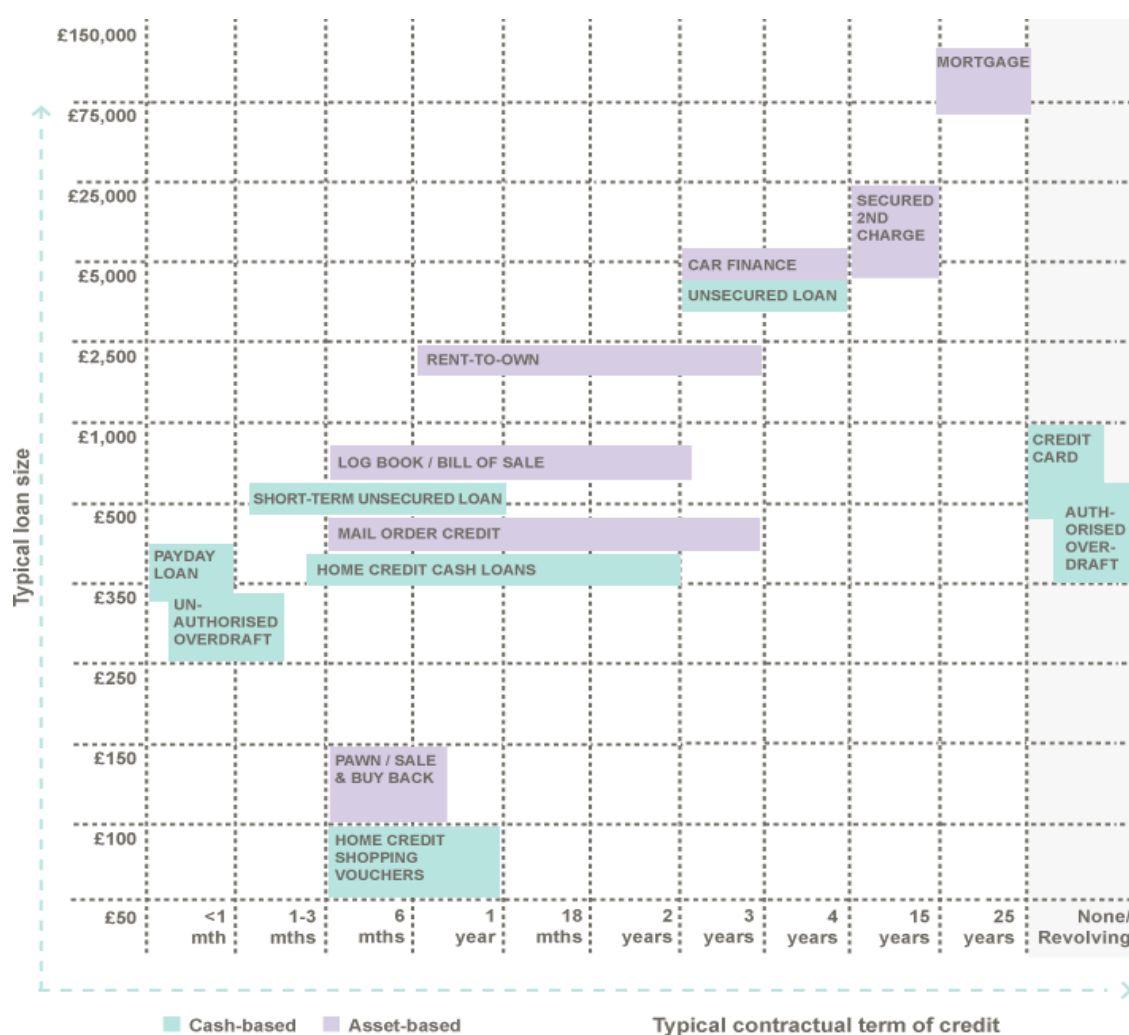 £150,000
MORTGAGE
£75,000
£25,000
SECURED
2ND
CHARGE
£5,000
CAR FINANCE
UNSECURED LOAN
£2,500
RENT-TO-OWN
£1,000
CREDIT
CARD
LOG BOOK / BILL OF SALE
SHORT-TERM UNSECURED LOAN
£500
AUTH-
ORISED
OVER-
DRAFT
MAIL ORDER CREDIT
PAYDAY
LOAN
HOME CREDIT CASH LOANS
£350
UN-
AUTHORISED
OVERDRAFT
£250
£150
PAWN / SALE
& BUY BACK
£100
HOME CREDIT
SHOPPING
VOUCHERS
£50
<1
mth
1-3
mths
6
mths
1
year
18
mths
2
years
3
years
4
years
15
years
25
years
None/
Revolving
Typical loan size
Cash-based
Asset-based
Typical contractual term of credit